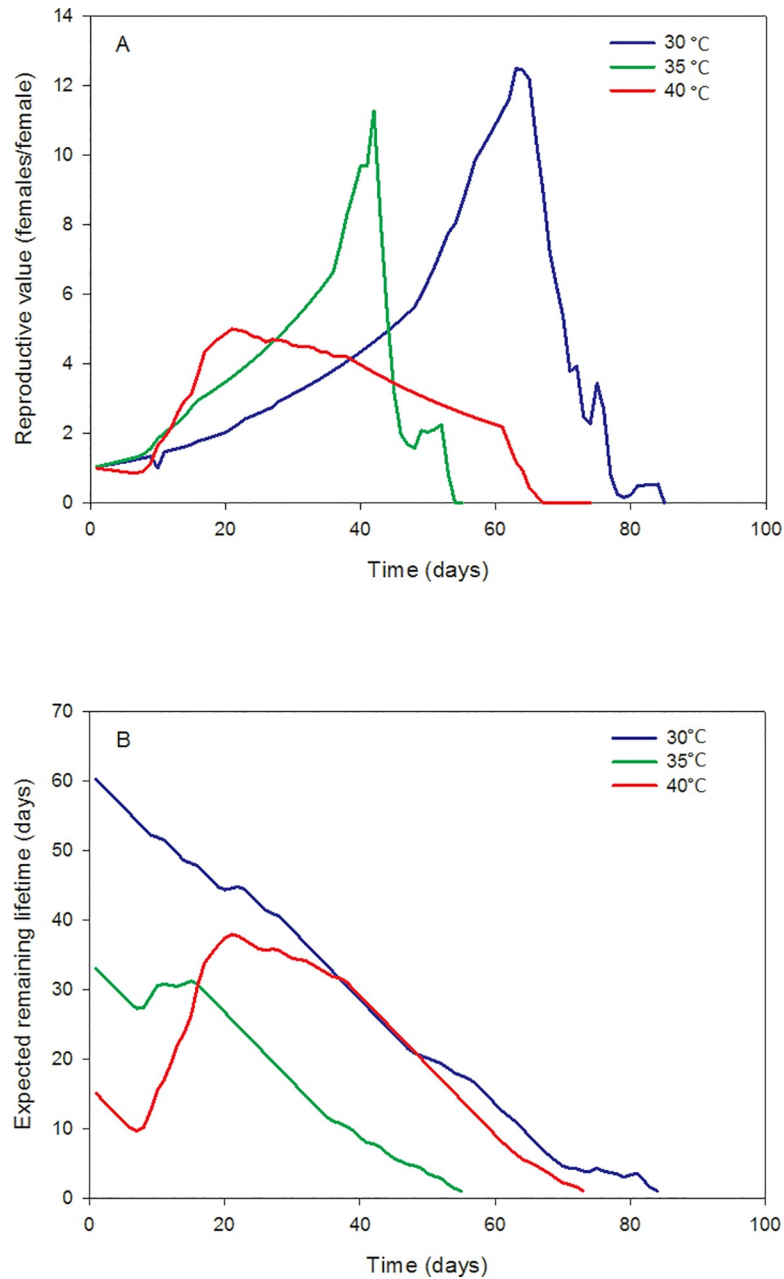 A
30 °C
35 °C
40 °C
14
12
10
8
6
4
2
0
Reproductive value (females/female)
0 20 40 60 80 100
Time (days)
B
30°C
35°C
40°C
70
60
50
40
30
20
10
0
Expected remaining lifetime (days)
0 20 40 60 80 100
Time (days)